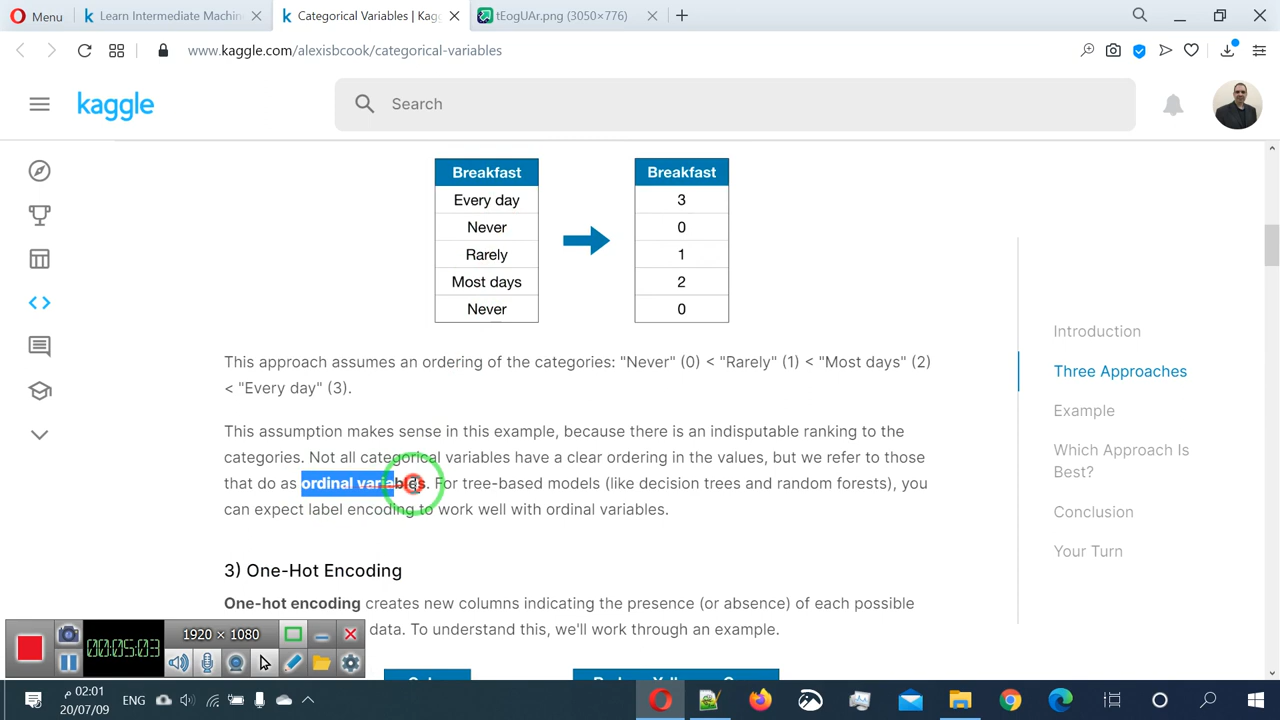 Menu
Learn Intermediate Machin
Categorical Variables | Kagg
tEogUAr.png (3050×776)
www.kaggle.com/alexisbcook/categorical-variables
kaggle
Search
Breakfast Breakfast
Every day 3
Never 0
Rarely 1
Most days 2
Never 0
This approach assumes an ordering of the categories: "Never" (0) < "Rarely" (1) < "Most days" (2)
< "Every day" (3).
This assumption makes sense in this example, because there is an indisputable ranking to the
categories. Not all categorical variables have a clear ordering in the values, but we refer to those
that do as ordinal variables. For tree-based models (like decision trees and random forests), you
can expect label encoding to work well with ordinal variables.
3) One-Hot Encoding
One-hot encoding creates new columns indicating the presence (or absence) of each possible
data. To understand this, we'll work through an example.
Introduction
Three Approaches
Example
Which Approach Is
Best?
Conclusion
Your Turn
00:05:03
1920 × 1080
ENG
02:01 م
20/07/09